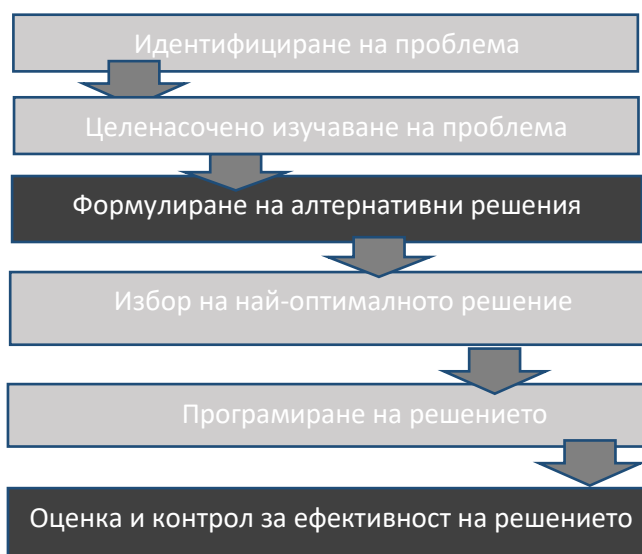 Идентифициране на проблема
Целенасочено изучаване на проблема
Формулиране на алтернативни решения
Избор на най-оптималното решение
Програмиране на решението
Оценка и контрол за ефективност на решението